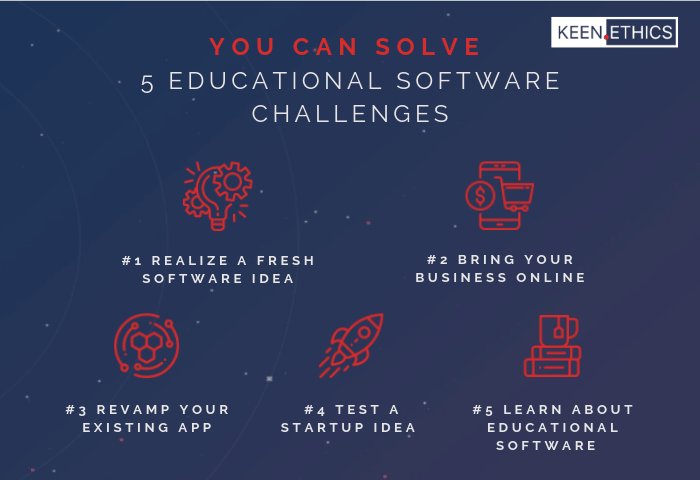 KEEN.ETHICS
YOU CAN SOLVE
5 EDUCATIONAL SOFTWARE
CHALLENGES
#1 REALIZE A FRESH
SOFTWARE IDEA
#2 BRING YOUR
BUSINESS ONLINE
#3 REVAMP YOUR
EXISTING APP
#4 TEST A
STARTUP IDEA
#5 LEARN ABOUT
EDUCATIONAL
SOFTWARE